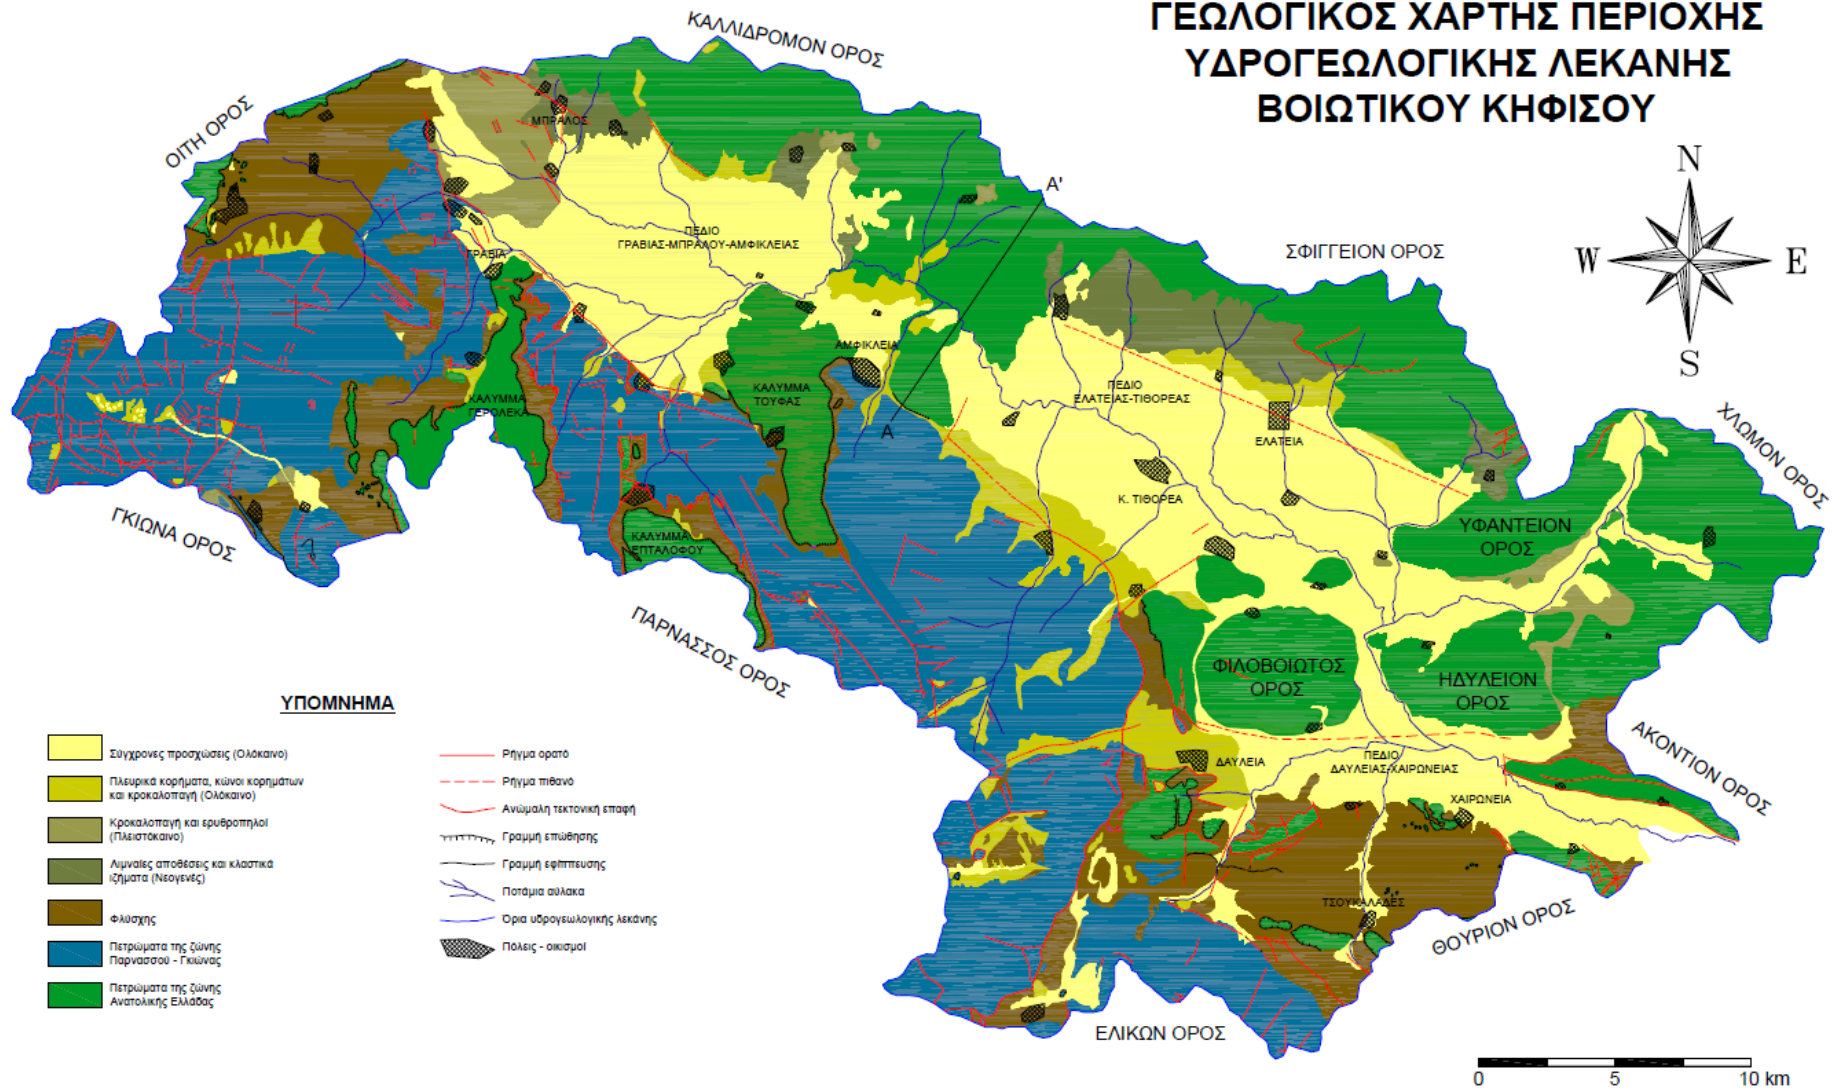 ΓΕΩΛΟΓΙΚΟΣ ΧΑΡΤΗΣ ΠΕΡΙΟΧΗΣ
ΥΔΡΟΓΕΩΛΟΓΙΚΗΣ ΛΕΚΑΝΗΣ
ΒΟΙΩΤΙΚΟΥ ΚΗΦΙΣΟΥ
ΚΑΛΛΙΔΡΟΜΟΝ ΟΡΟΣ
ΟΙΤΗ ΟΡΟΣ
ΜΠΡΑΛΟΣ
N
W
E
S
A'
ΠΕΔΙΟ
ΓΡΑΒΙΑΣ-ΜΠΡΑΛΟΥ-ΑΜΦΙΚΛΕΙΑΣ
ΓΡΑΒΙΑ
ΣΦΙΓΓΕΙΟΝ ΟΡΟΣ
ΑΜΦΙΚΛΕΙΑ
ΚΑΛΥΜΜΑ
ΤΟΥΦΑΣ
ΚΑΛΥΜΜΑ
ΓΕΡΟΛΕΚΑ
ΠΕΔΙΟ
ΕΛΑΤΕΙΑΣ-ΤΙΘΟΡΕΑΣ
A
ΕΛΑΤΕΙΑ
ΧΛΩΜΟΝ ΟΡΟΣ
Κ. ΤΙΘΟΡΕΑ
ΓΚΙΩΝΑ ΟΡΟΣ
ΥΦΑΝΤΕΙΟΝ
ΟΡΟΣ
ΚΑΛΥΜΜΑ
ΕΠΤΑΛΟΦΟΥ
ΠΑΡΝΑΣΣΟΣ ΟΡΟΣ
ΦΙΛΟΒΟΙΩΤΟΣ
ΟΡΟΣ
ΗΔΥΛΕΙΟΝ
ΟΡΟΣ
ΑΚΟΝΤΙΟΝ ΟΡΟΣ
ΔΑΥΛΕΙΑ
ΠΕΔΙΟ
ΔΑΥΛΕΙΑΣ-ΧΑΙΡΩΝΕΙΑΣ
ΧΑΙΡΩΝΕΙΑ
ΤΣΟΥΚΑΛΑΔΕΣ
ΘΟΥΡΙΟΝ ΟΡΟΣ
ΕΛΙΚΩΝ ΟΡΟΣ
ΥΠΟΜΝΗΜΑ
Σύγχρονες προσχώσεις (Ολόκαινο)
Πλευρικά κορήματα, κώνοι κορημάτων
και κροκαλοπαγή (Ολόκαινο)
Κροκαλοπαγή και ερυθροπηλοί
(Πλειστόκαινο)
Λιμναίες αποθέσεις και κλαστικά
ιζήματα (Νεογενές)
Φλύσχης
Πετρώματα της ζώνης
Παρνασσού - Γκιώνας
Πετρώματα της ζώνης
Ανατολικής Ελλάδας
Ρήγμα ορατό
Ρήγμα πιθανό
Ανώμαλη τεκτονική επαφή
Γραμμή επώθησης
Γραμμή εφίππευσης
Ποτάμια αύλακα
Όρια υδρογεωλογικής λεκάνης
Πόλεις - οικισμοί
0 5 10 km